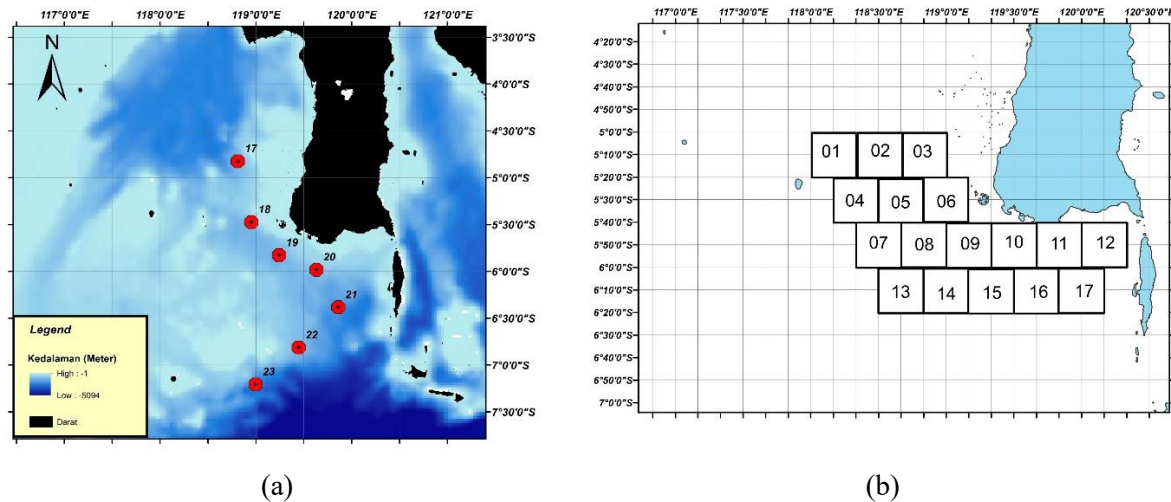 117°0'0"E 118°0'0"E 119°0'0"E 120°0'0"E 121°0'0"E
N
3°30'0"S
4°0'0"S
4°30'0"S
5°0'0"S
5°30'0"S
6°0'0"S
6°30'0"S
7°0'0"S
7°30'0"S
17
18
19
20
21
22
23
Legend
Kedalaman (Meter)
High : -1
Low : -5094
Darat
(a)
117°0'0"E 117°30'0"E 118°0'0"E 118°30'0"E 119°0'0"E 119°30'0"E 120°0'0"E 120°30'0"E
4°20'0"S
4°30'0"S
4°40'0"S
4°50'0"S
5°0'0"S
5°10'0"S
5°20'0"S
5°30'0"S
5°40'0"S
5°50'0"S
6°0'0"S
6°10'0"S
6°20'0"S
6°30'0"S
6°40'0"S
6°50'0"S
7°0'0"S
01 02 03
04 05 06
07 08 09 10 11 12
13 14 15 16 17
(b)